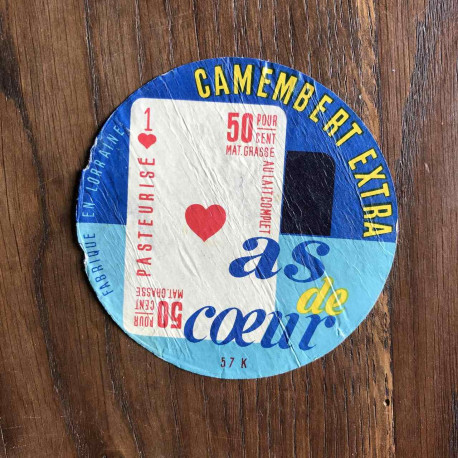 CAMEMBERT EXTRA
FABRIQUÉ EN LORRAINE
1
PASTEURISÉ
50 POUR CENT
MAT. GRASSE
AU LAIT COMPLET
as
de
cœur
50 POUR CENT
MAT. GRASSE
57 K